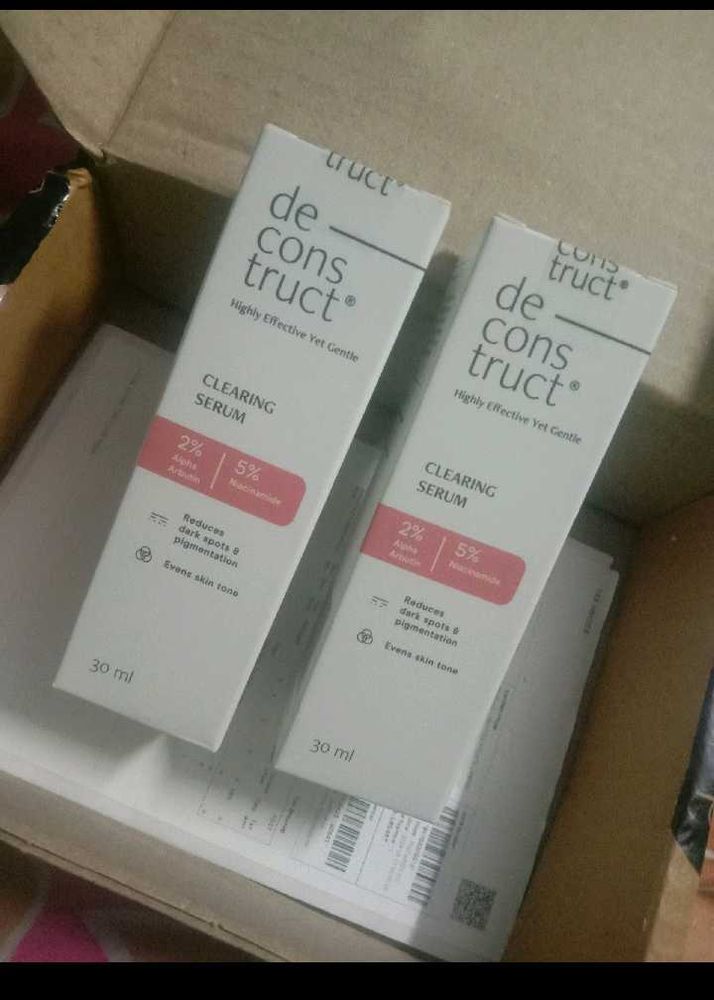 truct®
de
cons
truct®
Highly Effective Yet Gentle
CLEARING
SERUM
2%
Alpha
Arbutin
5%
Niacinamide
Reduces
dark spots &
pigmentation
Evens skin tone
30 ml
cons
truct®
de
cons
truct®
Highly Effective Yet Gentle
CLEARING
SERUM
2%
Alpha
Arbutin
5%
Niacinamide
Reduces
dark spots &
pigmentation
Evens skin tone
30 ml